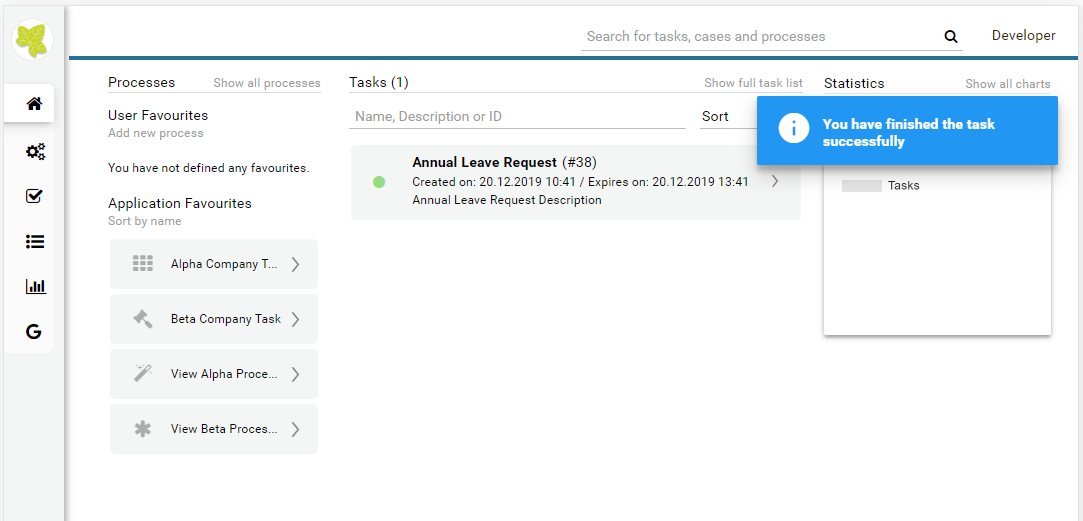 Search for tasks, cases and processes
Developer
Processes
Show all processes
User Favourites
Add new process
You have not defined any favourites.
Application Favourites
Sort by name
Alpha Company T...
Beta Company Task
View Alpha Proce...
View Beta Proces...
Tasks (1)
Show full task list
Name, Description or ID
Sort
Annual Leave Request (#38)
Created on: 20.12.2019 10:41 / Expires on: 20.12.2019 13:41
Annual Leave Request Description
Statistics
Show all charts
You have finished the task
successfully
Tasks
G